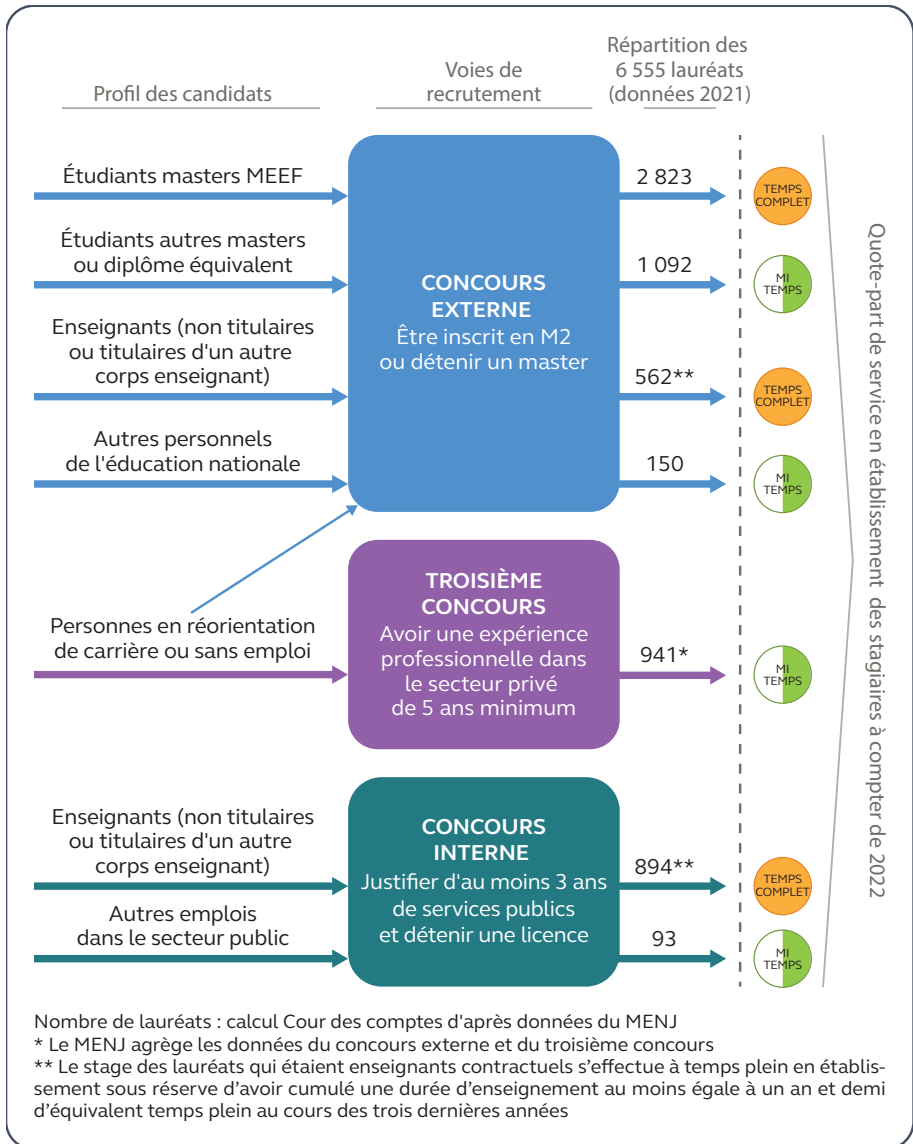 Profil des candidats
Voies de
recrutement
Répartition des
6 555 lauréats
(données 2021)
Étudiants masters MEEF
2 823
TEMPS
COMPLET
Étudiants autres masters
ou diplôme équivalent
1 092
MI
TEMPS
CONCOURS
EXTERNE
Être inscrit en M2
ou détenir un master
Enseignants (non titulaires
ou titulaires d'un autre
corps enseignant)
562**
TEMPS
COMPLET
Autres personnels
de l'éducation nationale
150
MI
TEMPS
Personnes en réorientation
de carrière ou sans emploi
TROISIÈME
CONCOURS
Avoir une expérience
professionnelle dans
le secteur privé
de 5 ans minimum
941*
MI
TEMPS
Enseignants (non titulaires
ou titulaires d'un autre
corps enseignant)
CONCOURS
INTERNE
Justifier d'au moins 3 ans
de services publics
et détenir une licence
894**
TEMPS
COMPLET
Autres emplois
dans le secteur public
93
MI
TEMPS
Quote-part de service en établissement des stagiaires à compter de 2022
Nombre de lauréats : calcul Cour des comptes d'après données du MENJ
* Le MENJ agrège les données du concours externe et du troisième concours
** Le stage des lauréats qui étaient enseignants contractuels s’effectue à temps plein en établis-
sement sous réserve d’avoir cumulé une durée d’enseignement au moins égale à un an et demi
d’équivalent temps plein au cours des trois dernières années